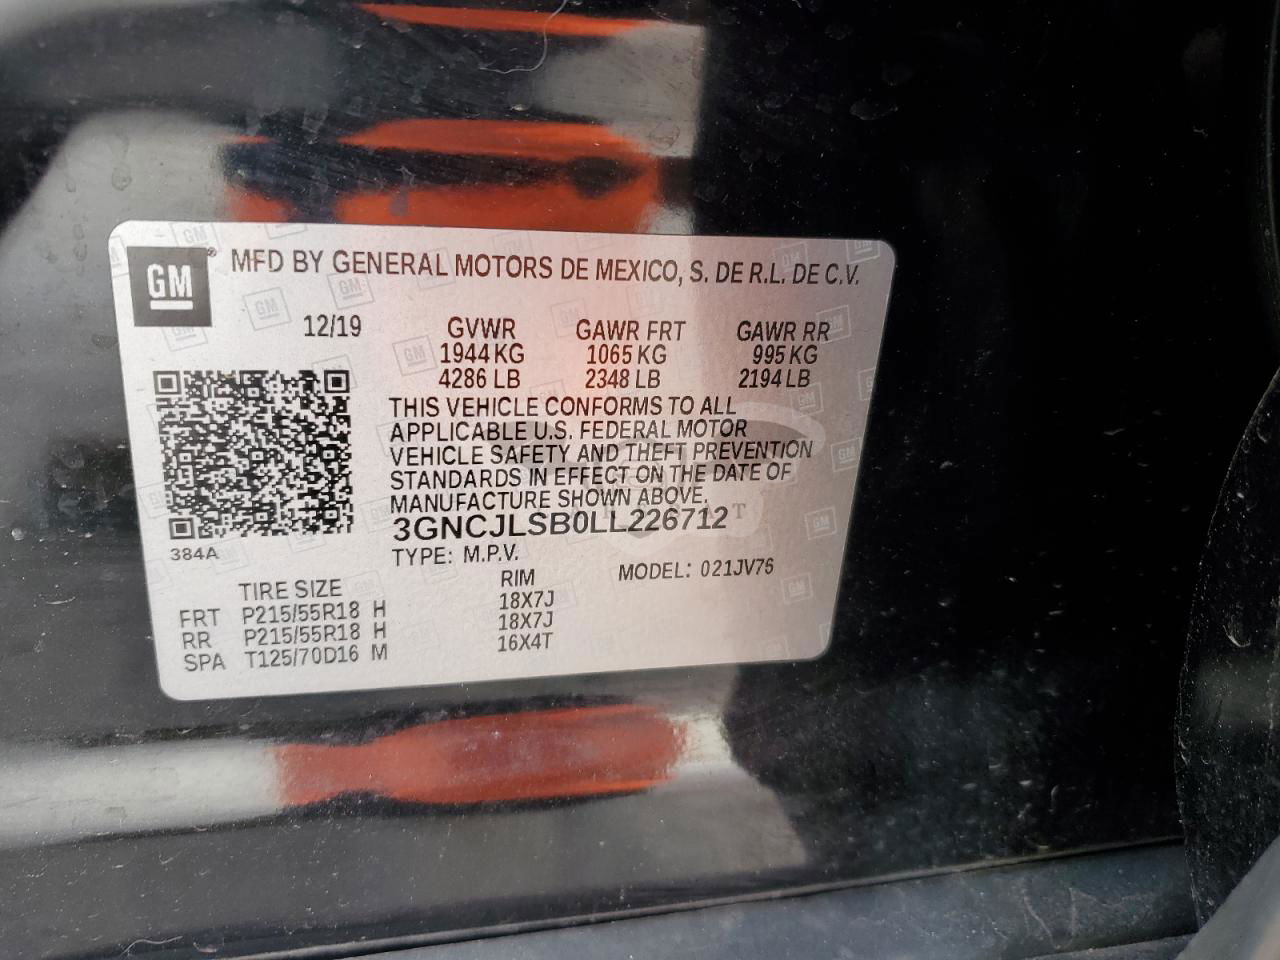 GM MFD BY GENERAL MOTORS DE MEXICO, S. DE R.L. DE C.V.
12/19 GVWR GAWR FRT GAWR RR
1944 KG 1065 KG 995 KG
4286 LB 2348 LB 2194 LB
THIS VEHICLE CONFORMS TO ALL
APPLICABLE U.S. FEDERAL MOTOR
VEHICLE SAFETY AND THEFT PREVENTION
STANDARDS IN EFFECT ON THE DATE OF
MANUFACTURE SHOWN ABOVE.
3GNCJLSB0LL226712
384A
TYPE: M.P.V. MODEL: 021JV76
TIRE SIZE RIM
FRT P215/55R18 H 18X7J
RR P215/55R18 H 18X7J
SPA T125/70D16 M 16X4T